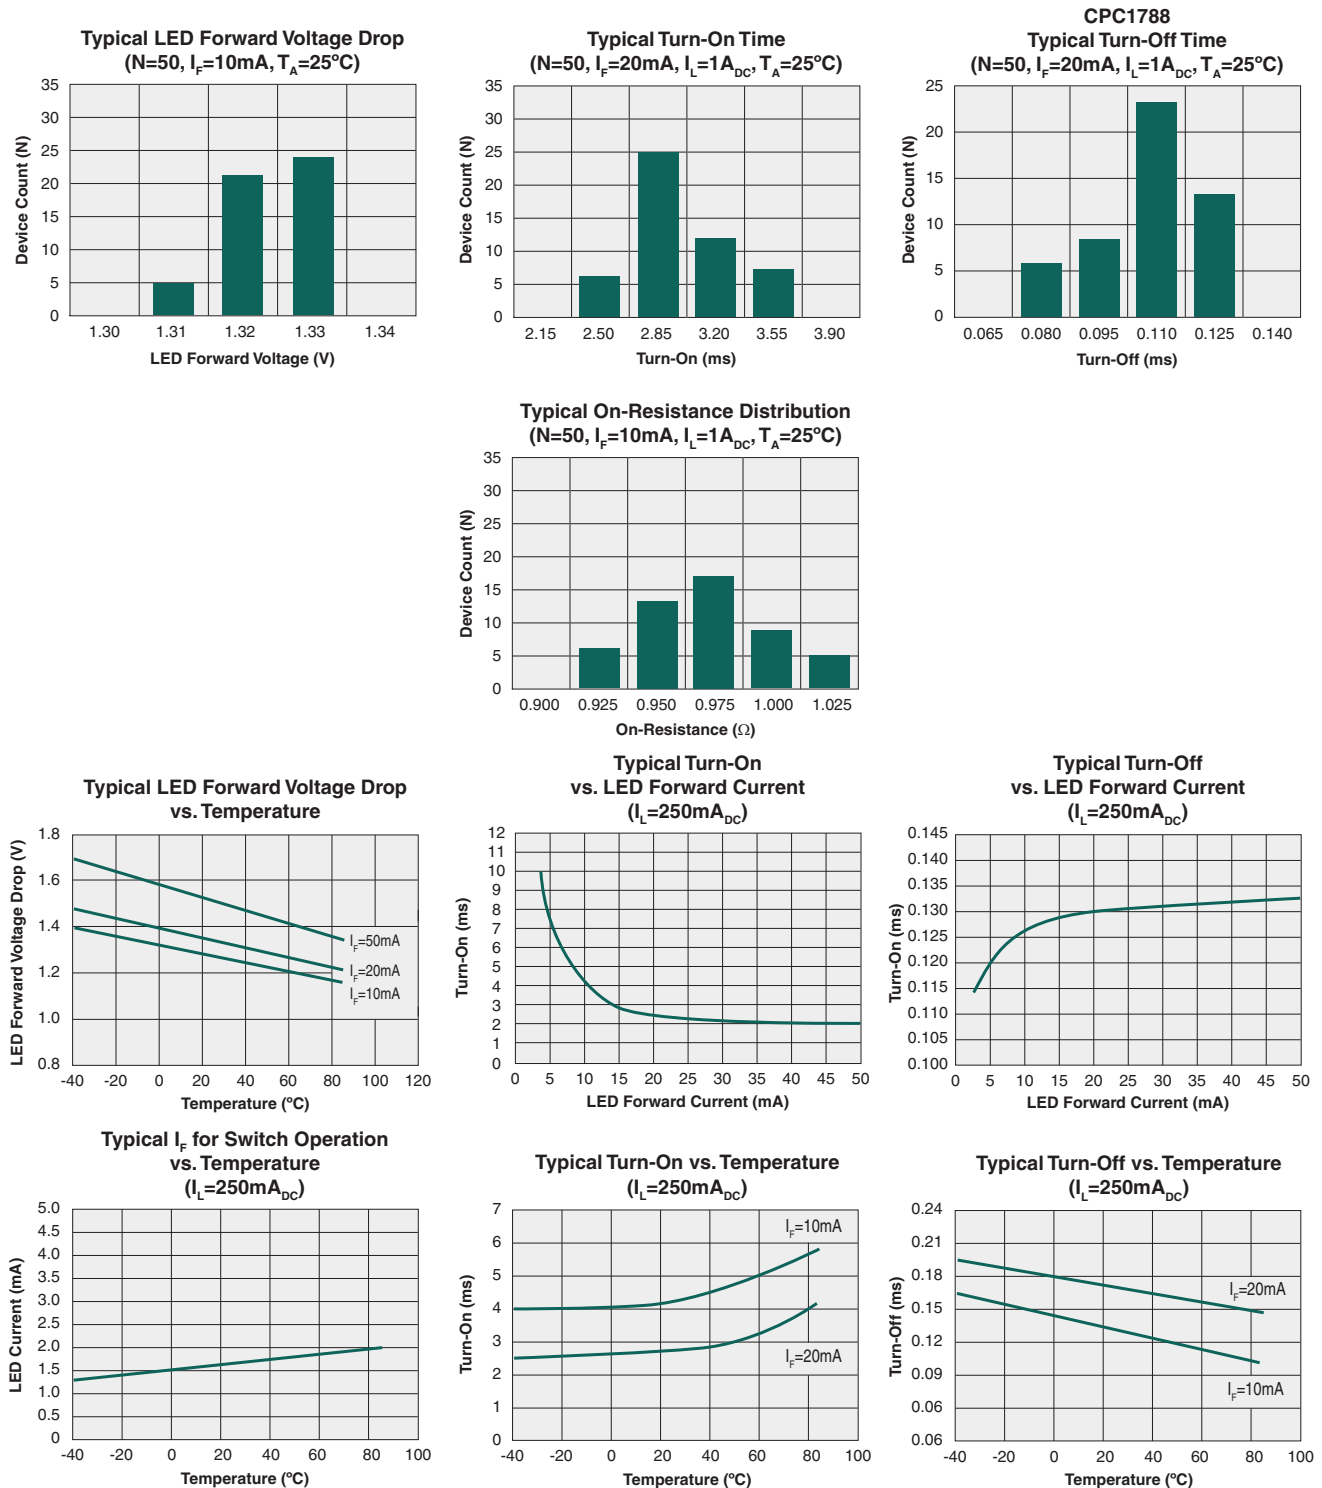 Typical LED Forward Voltage Drop
(N=50, IF=10mA, TA=25ºC)
35
30
25
20
15
10
5
0
Device Count (N)
1.30 1.31 1.32 1.33 1.34
LED Forward Voltage (V)
Typical Turn-On Time
(N=50, IF=20mA, IL=1ADC, TA=25ºC)
35
30
25
20
15
10
5
0
Device Count (N)
2.15 2.50 2.85 3.20 3.55 3.90
Turn-On (ms)
CPC1788
Typical Turn-Off Time
(N=50, IF=20mA, IL=1ADC, TA=25ºC)
25
20
15
10
5
0
Device Count (N)
0.065 0.080 0.095 0.110 0.125 0.140
Turn-Off (ms)
Typical On-Resistance Distribution
(N=50, IF=10mA, IL=1ADC, TA=25ºC)
35
30
25
20
15
10
5
0
Device Count (N)
0.900 0.925 0.950 0.975 1.000 1.025
On-Resistance (Ω)
Typical LED Forward Voltage Drop
vs. Temperature
1.8
1.6
1.4
1.2
1.0
0.8
LED Forward Voltage Drop (V)
IF=50mA
IF=20mA
IF=10mA
-40 -20 0 20 40 60 80 100 120
Temperature (ºC)
Typical Turn-On
vs. LED Forward Current
(IL=250mADC)
12
11
10
9
8
7
6
5
4
3
2
1
0
Turn-On (ms)
0 5 10 15 20 25 30 35 40 45 50
LED Forward Current (mA)
Typical Turn-Off
vs. LED Forward Current
(IL=250mADC)
0.145
0.140
0.135
0.130
0.125
0.120
0.115
0.110
0.105
0.100
Turn-On (ms)
0 5 10 15 20 25 30 35 40 45 50
LED Forward Current (mA)
Typical IF for Switch Operation
vs. Temperature
(IL=250mADC)
5.0
4.5
4.0
3.5
3.0
2.5
2.0
1.5
1.0
0.5
0
LED Current (mA)
-40 -20 0 20 40 60 80 100
Temperature (ºC)
Typical Turn-On vs. Temperature
(IL=250mADC)
7
6
5
4
3
2
1
0
Turn-On (ms)
IF=10mA
IF=20mA
-40 -20 0 20 40 60 80 100
Temperature (ºC)
Typical Turn-Off vs. Temperature
(IL=250mADC)
0.24
0.21
0.18
0.15
0.12
0.09
0.06
Turn-Off (ms)
IF=20mA
IF=10mA
-40 -20 0 20 40 60 80 100
Temperature (ºC)